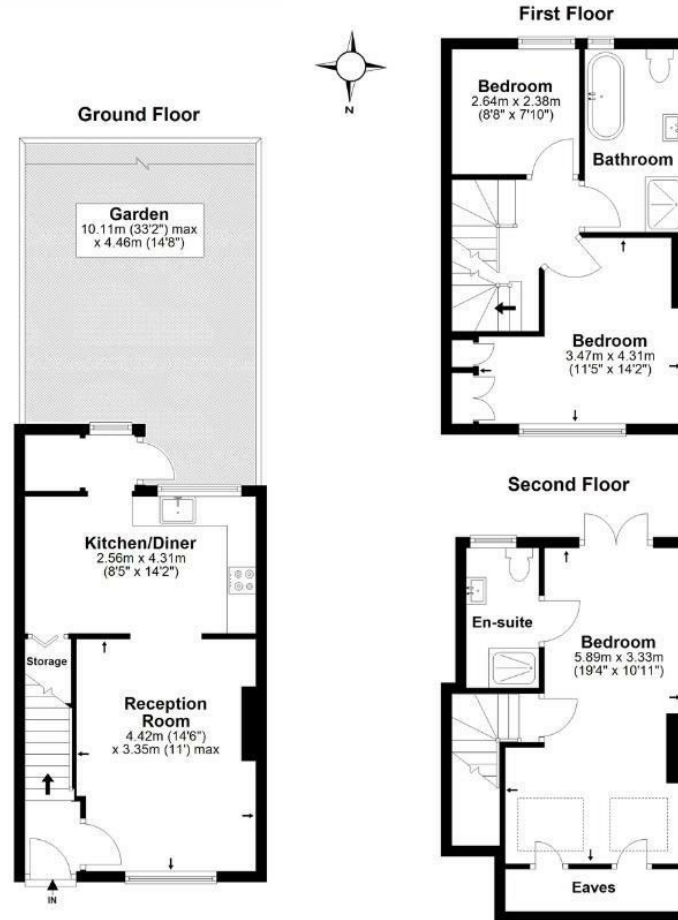 Ground Floor
Garden
10.11m (33'2") max
x 4.46m (14'8")
Kitchen/Diner
2.56m x 4.31m
(8'5" x 14'2")
Storage
Reception
Room
4.42m (14'6")
x 3.35m (11') max
IN
N
First Floor
Bedroom
2.64m x 2.38m
(8'8" x 7'10")
Bathroom
Bedroom
3.47m x 4.31m
(11'5" x 14'2")
Second Floor
En-suite
Bedroom
5.89m x 3.33m
(19'4" x 10'11")
Eaves